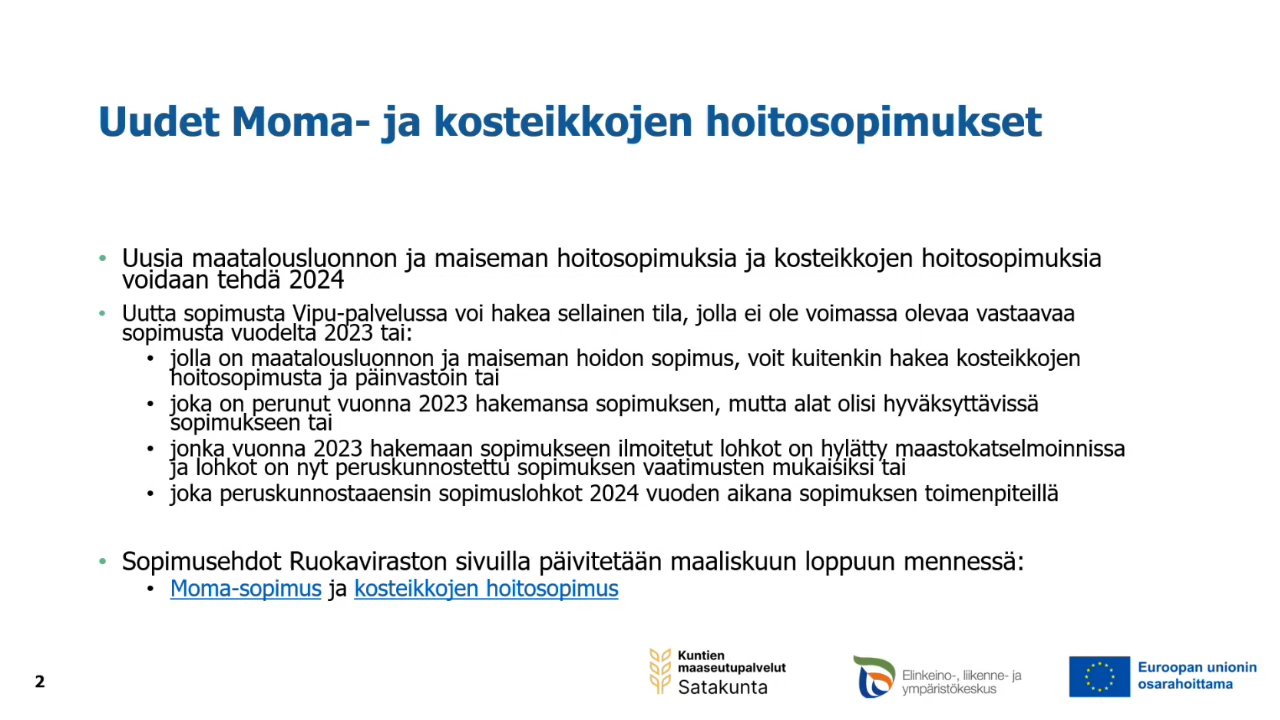 Uudet Moma- ja kosteikkojen hoitosopimukset
• Uusia maatalousluonnon ja maiseman hoitosopimuksia ja kosteikkojen hoitosopimuksia
voidaan tehdä 2024
• Uutta sopimusta Vipu-palvelussa voi hakea sellainen tila, jolla ei ole voimassa olevaa vastaavaa
sopimusta vuodelta 2023 tai:
• jolla on maatalousluonnon ja maiseman hoidon sopimus, voit kuitenkin hakea kosteikkojen
hoitosopimusta ja päinvastoin tai
• joka on perunut vuonna 2023 hakemansa sopimuksen, mutta alat olisi hyväksyttävissä
sopimukseen tai
• jonka vuonna 2023 hakemaan sopimukseen ilmoitetut lohkot on hylätty maastokatselmoinnissa
ja lohkot on nyt peruskunnostettu sopimuksen vaatimusten mukaisiksi tai
• joka peruskunnostaaensin sopimuslohkot 2024 vuoden aikana sopimuksen toimenpiteillä
• Sopimusehdot Ruokaviraston sivuilla päivitetään maaliskuun loppuun mennessä:
• Moma-sopimus ja kosteikkojen hoitosopimus
2
Kuntien
maaseutupalvelut
Satakunta
Elinkeino-, liikenne- ja
ympäristökeskus
Euroopan unionin
osarahoittama